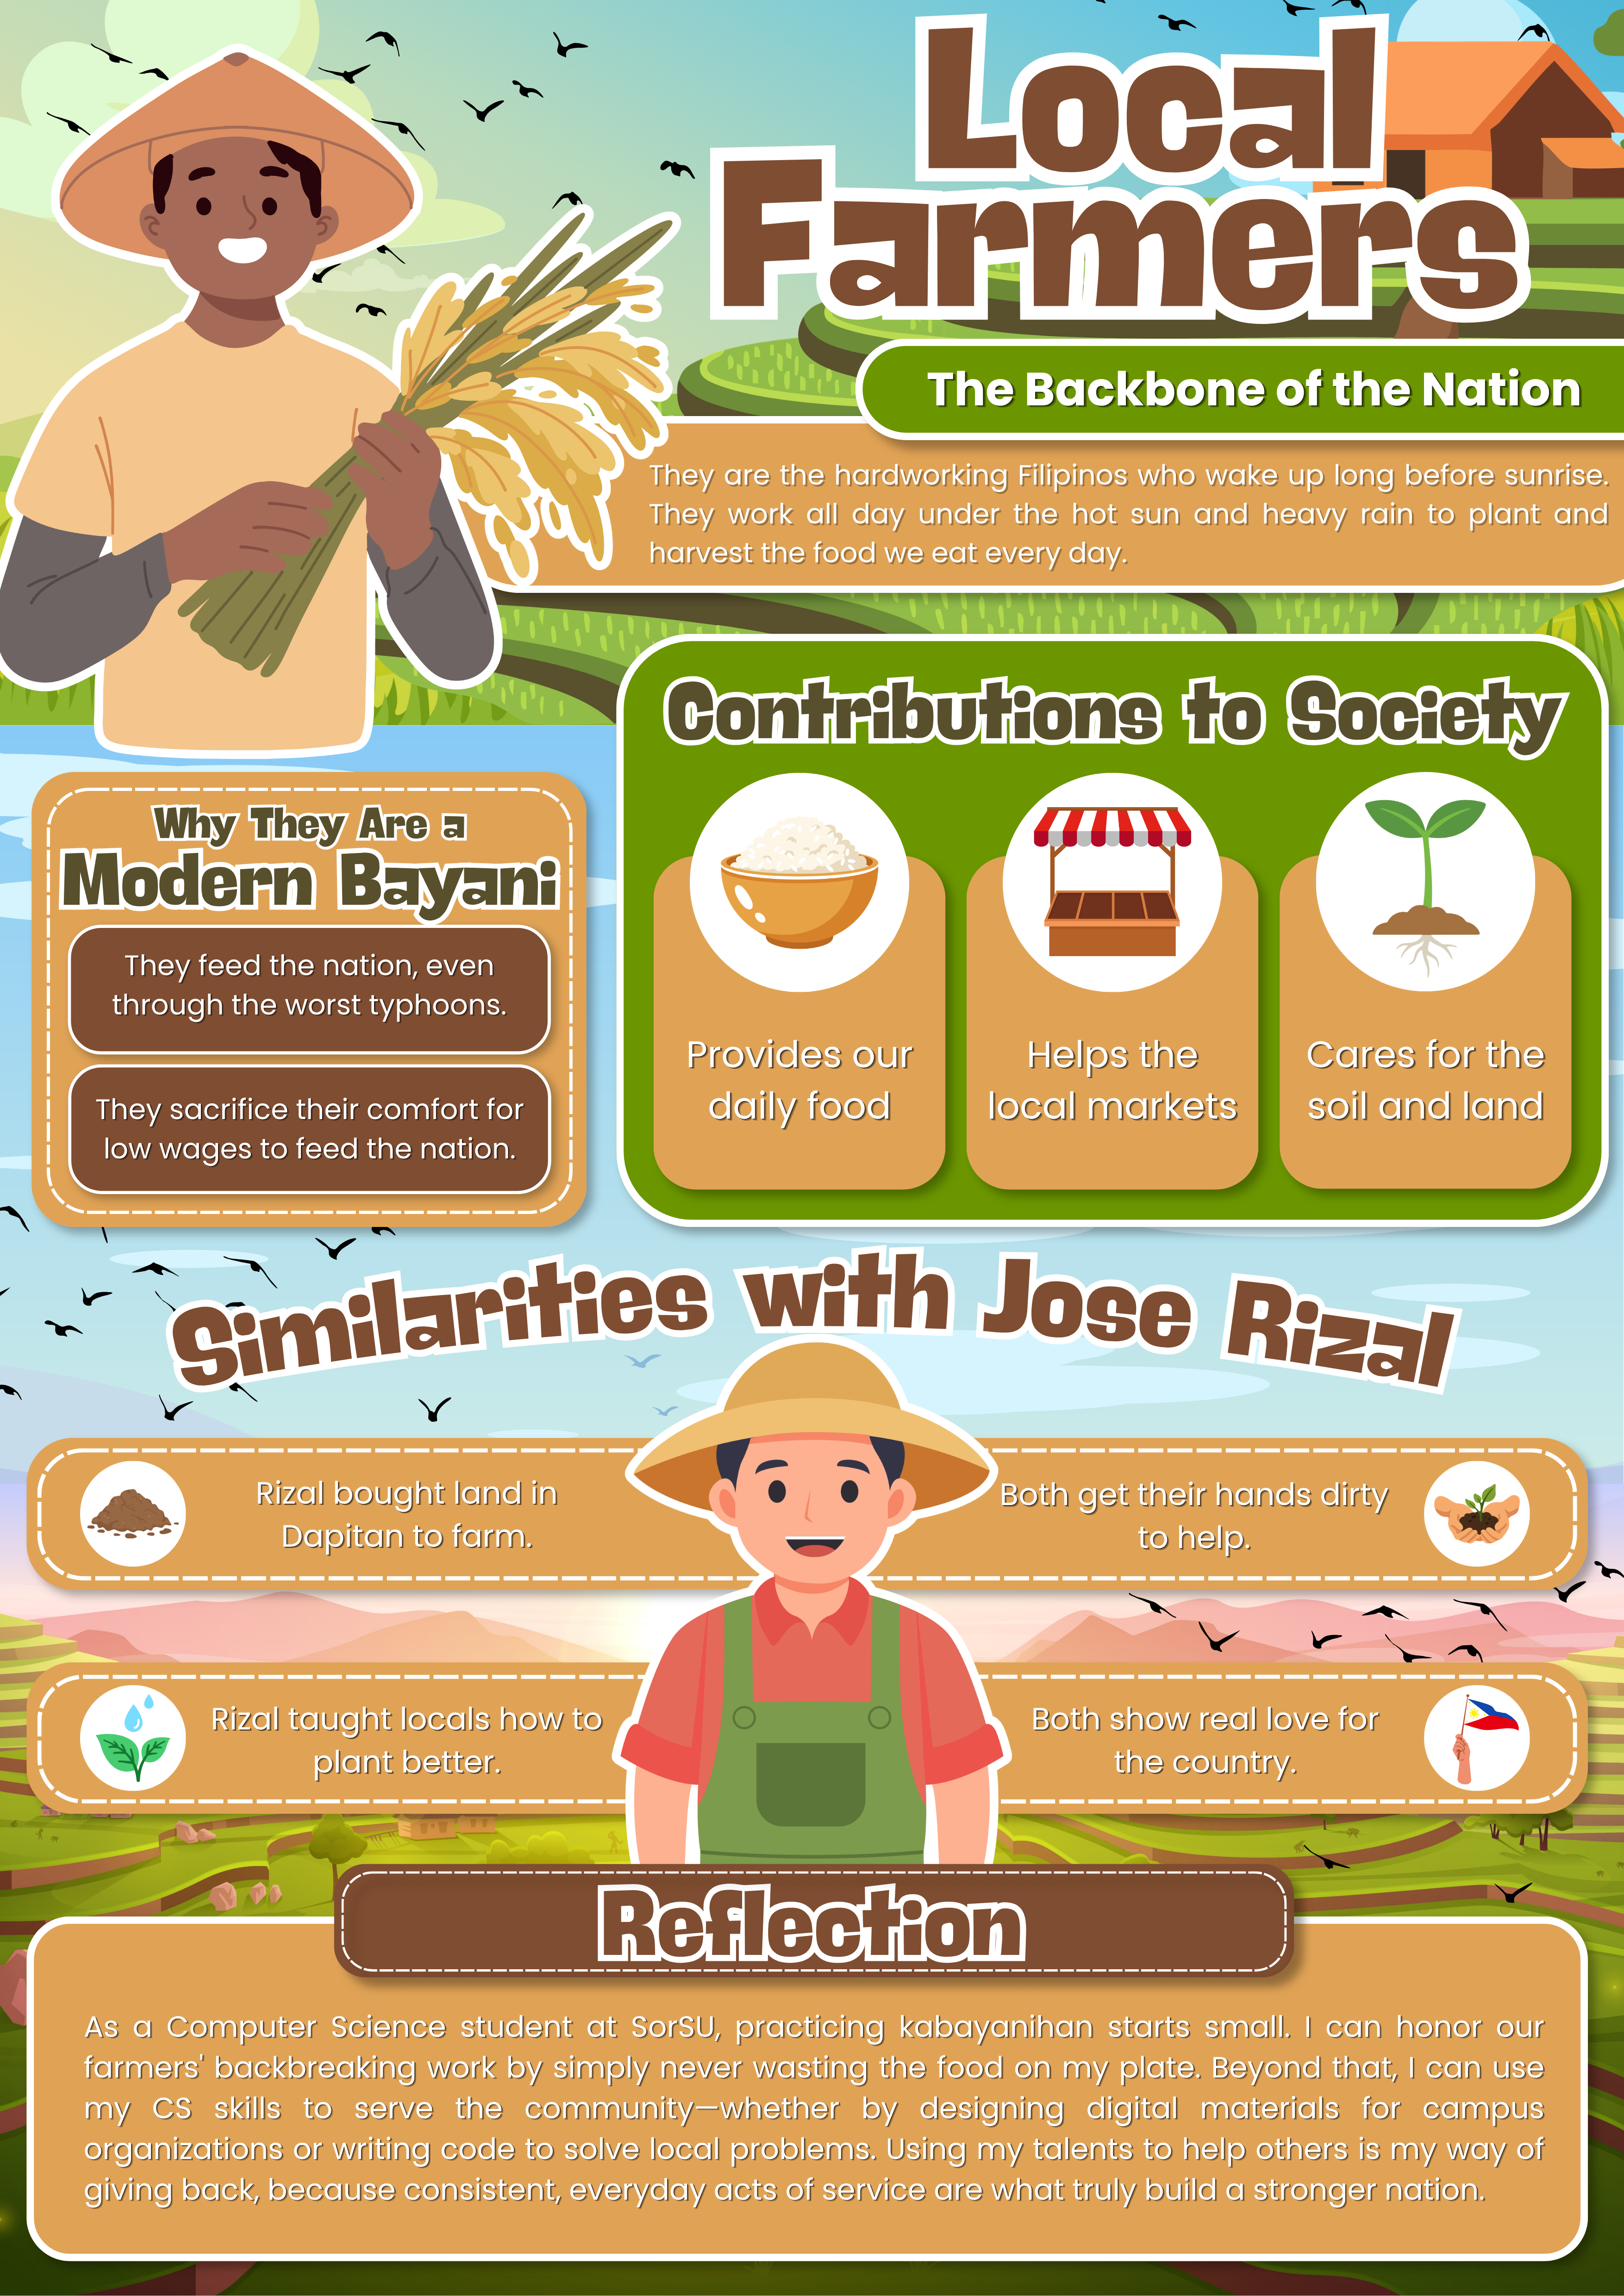 Local
Farmers
The Backbone of the Nation
They are the hardworking Filipinos who wake up long before sunrise.
They work all day under the hot sun and heavy rain to plant and
harvest the food we eat every day.
Contributions to Society
Provides our
daily food
Helps the
local markets
Cares for the
soil and land
Why They Are a
Modern Bayani
They feed the nation, even
through the worst typhoons.
They sacrifice their comfort for
low wages to feed the nation.
Similarities with Jose Rizal
Rizal bought land in
Dapitan to farm.
Both get their hands dirty
to help.
Rizal taught locals how to
plant better.
Both show real love for
the country.
Reflection
As a Computer Science student at SorSU, practicing kabayanihan starts small. I can honor our
farmers' backbreaking work by simply never wasting the food on my plate. Beyond that, I can use
my CS skills to serve the community—whether by designing digital materials for campus
organizations or writing code to solve local problems. Using my talents to help others is my way of
giving back, because consistent, everyday acts of service are what truly build a stronger nation.